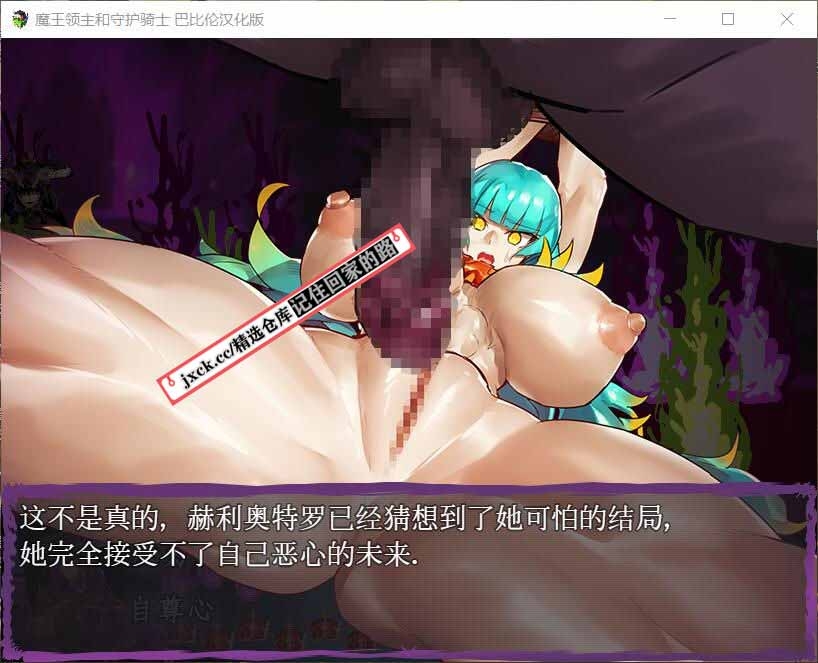 魔王领主和守护骑士 巴比伦汉化版
jxck.cc/精选仓库记住回家的路
这不是真的, 赫利奥特罗已经猜想到了她可怕的结局,
她完全接受不了自己恶心的未来.
自尊心